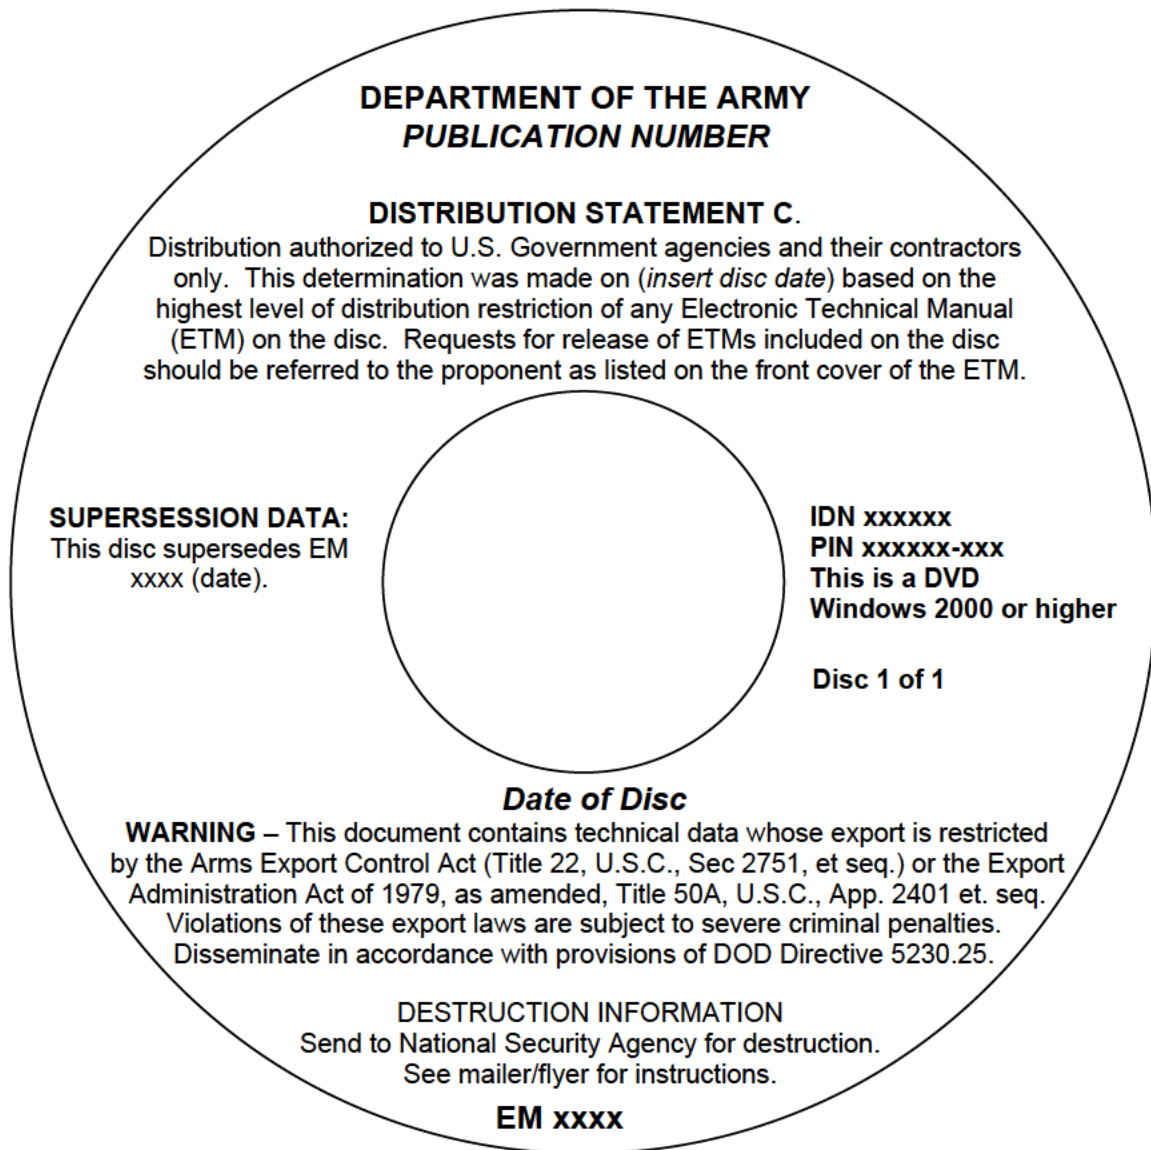 DEPARTMENT OF THE ARMY
PUBLICATION NUMBER
DISTRIBUTION STATEMENT C.
Distribution authorized to U.S. Government agencies and their contractors
only.  This determination was made on (insert disc date) based on the
highest level of distribution restriction of any Electronic Technical Manual
(ETM) on the disc.  Requests for release of ETMs included on the disc
should be referred to the proponent as listed on the front cover of the ETM.
SUPERSESSION DATA:
This disc supersedes EM
xxxx (date).
IDN xxxxxx
PIN xxxxxx-xxx
This is a DVD
Windows 2000 or higher
Disc 1 of 1
Date of Disc
WARNING – This document contains technical data whose export is restricted
by the Arms Export Control Act (Title 22, U.S.C., Sec 2751, et seq.) or the Export
Administration Act of 1979, as amended, Title 50A, U.S.C., App. 2401 et. seq.
Violations of these export laws are subject to severe criminal penalties.
Disseminate in accordance with provisions of DOD Directive 5230.25.
DESTRUCTION INFORMATION
Send to National Security Agency for destruction.
See mailer/flyer for instructions.
EM xxxx